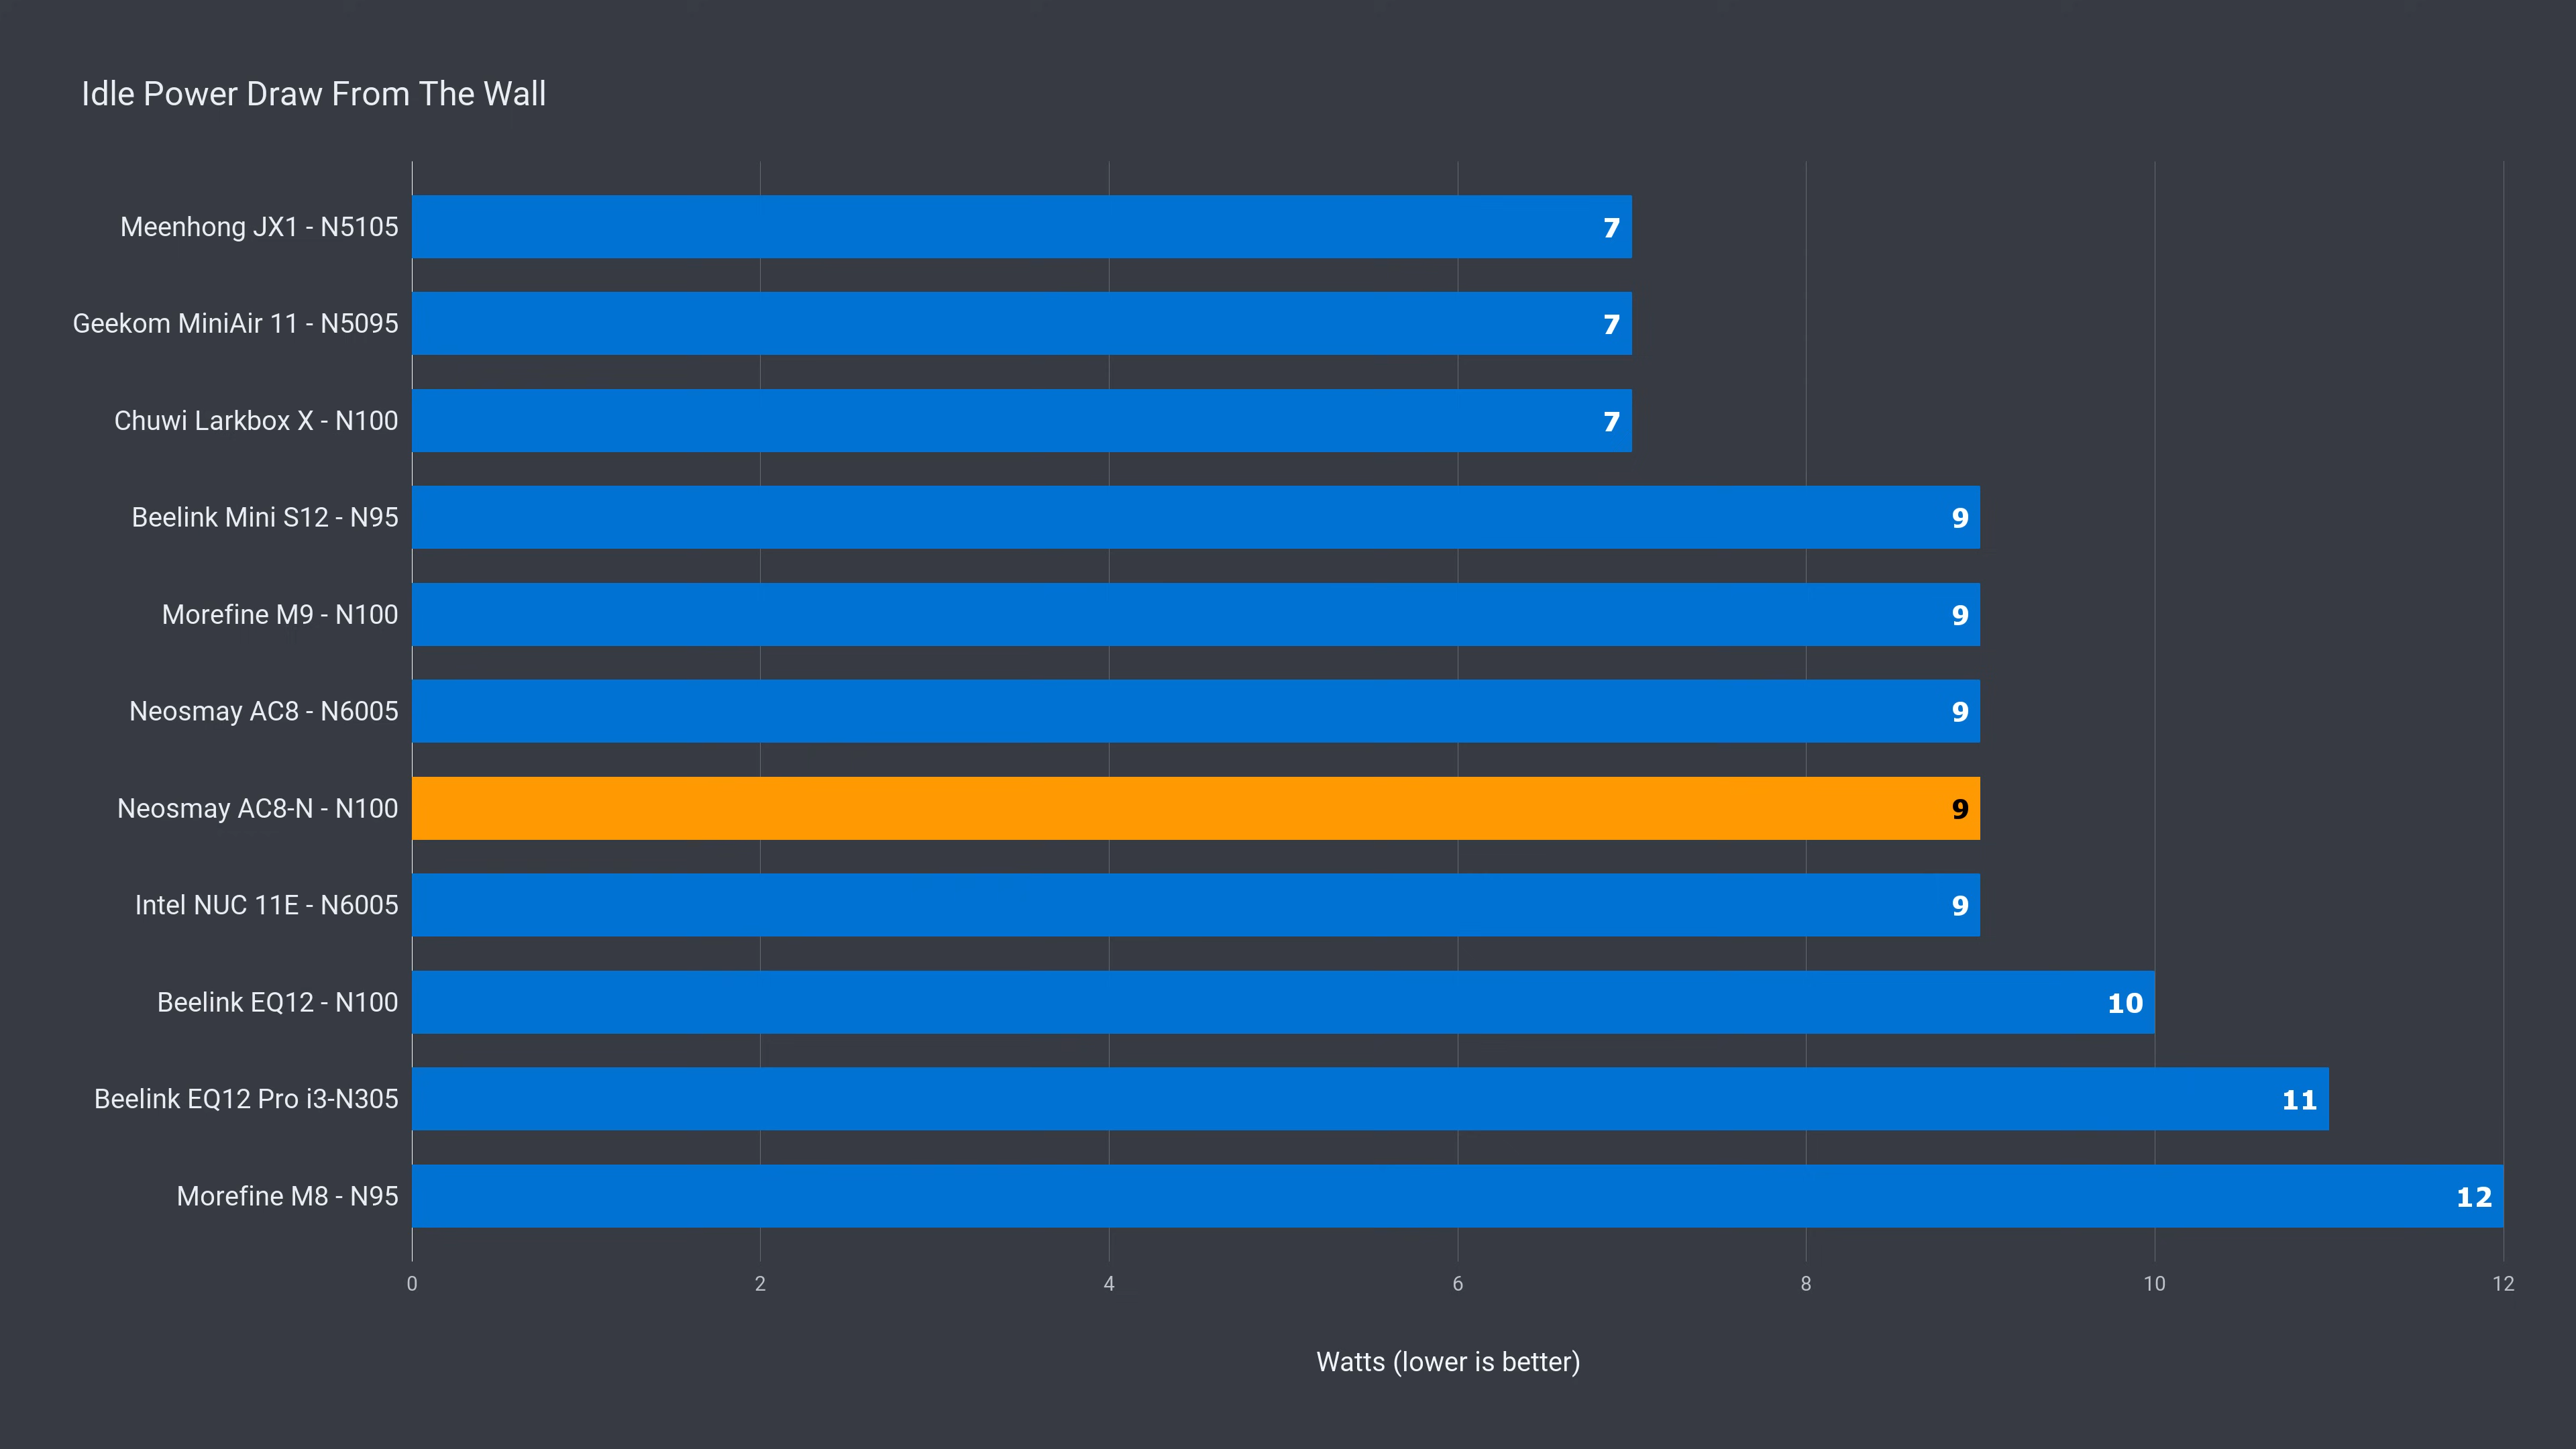 Idle Power Draw From The Wall
Meenhong JX1 - N5105 7
Geekom MiniAir 11 - N5095 7
Chuwi Larkbox X - N100 7
Beelink Mini S12 - N95 9
Morefine M9 - N100 9
Neosmay AC8 - N6005 9
Neosmay AC8-N - N100 9
Intel NUC 11E - N6005 9
Beelink EQ12 - N100 10
Beelink EQ12 Pro i3-N305 11
Morefine M8 - N95 12
0 2 4 6 8 10 12
Watts (lower is better)